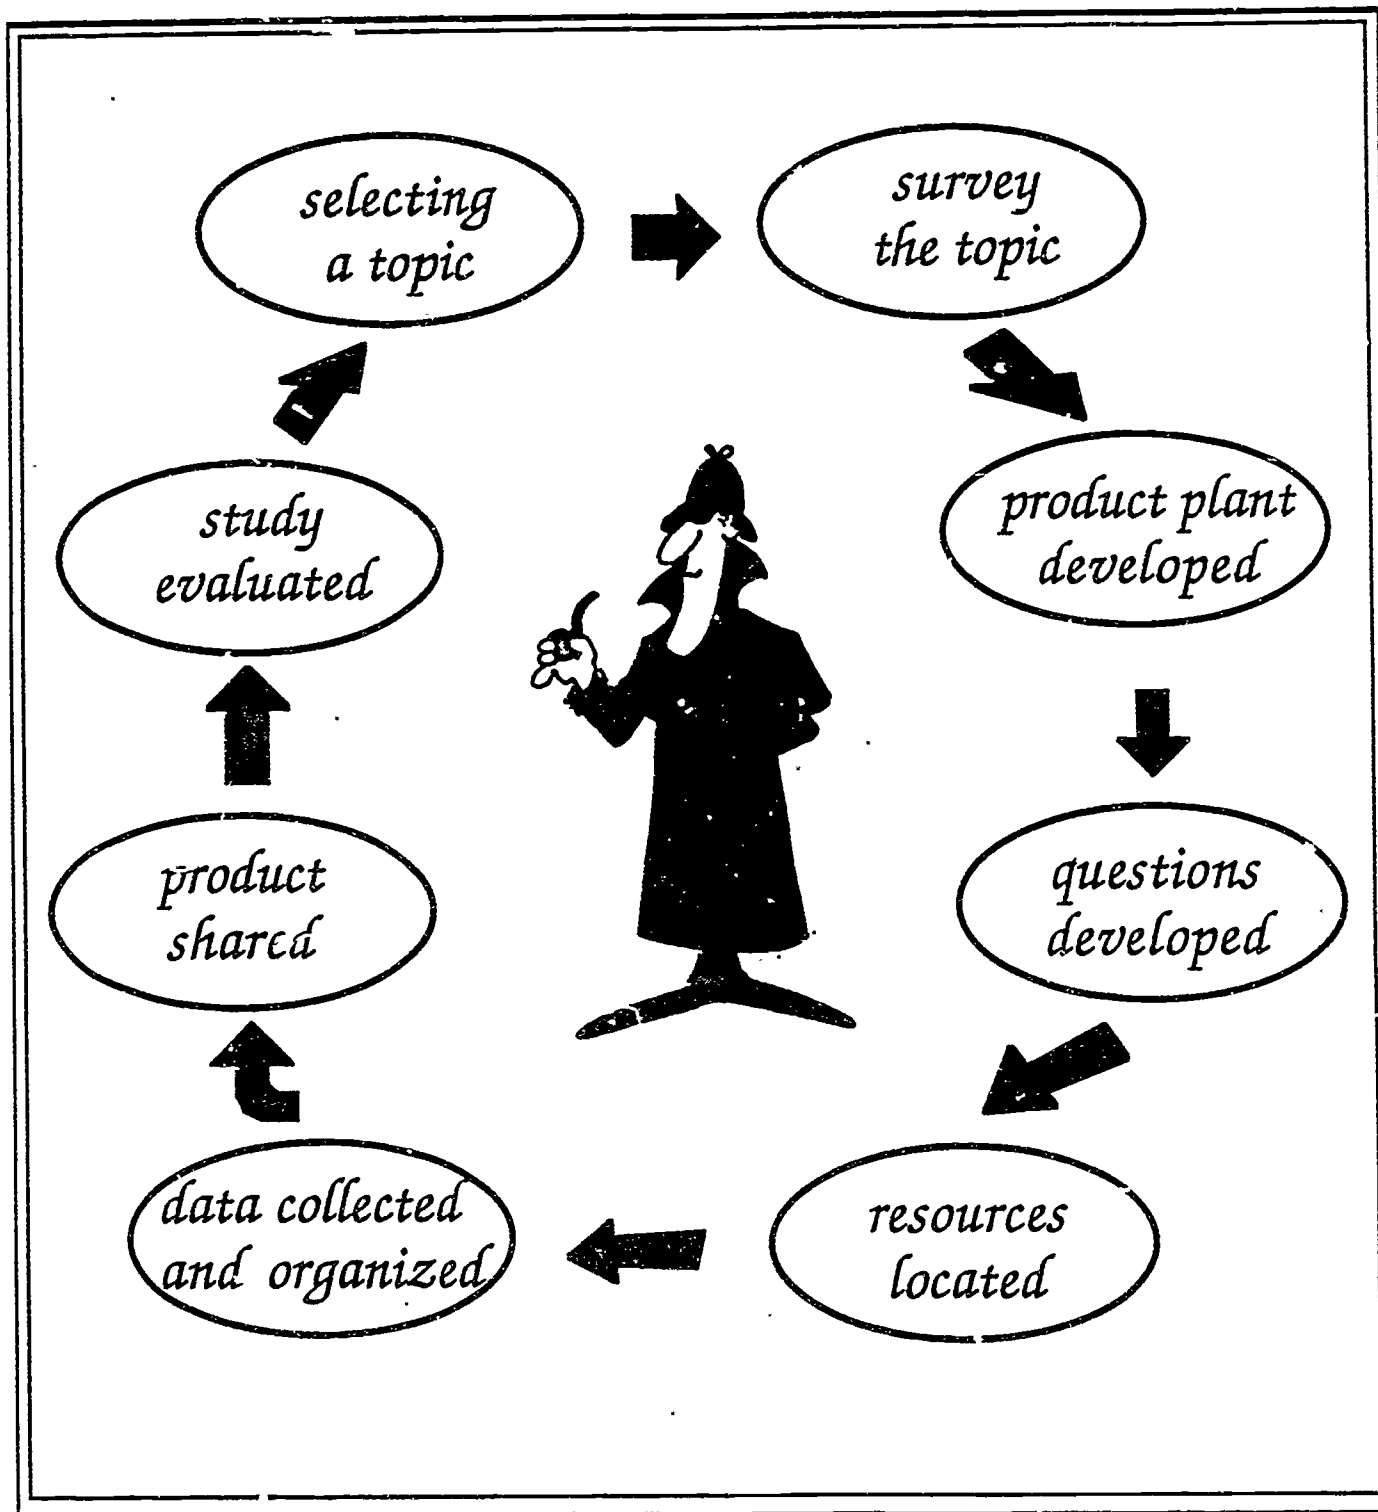 selecting
a topic
survey
the topic
product plant
developed
questions
developed
resources
located
data collected
and organized
product
shared
study
evaluated